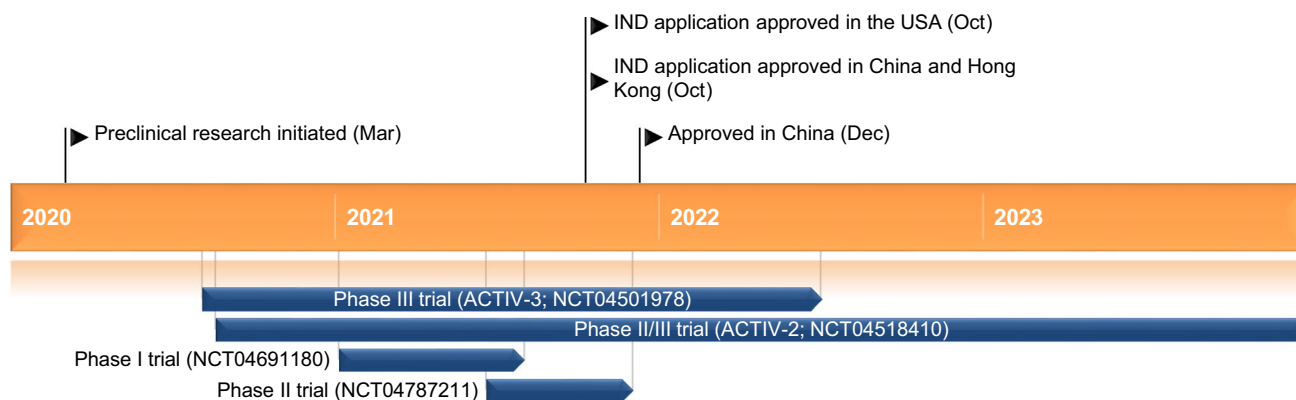 IND application approved in the USA (Oct)
IND application approved in China and Hong
Kong (Oct)
Preclinical research initiated (Mar)
Approved in China (Dec)
2020
2021
2022
2023
Phase III trial (ACTIV-3; NCT04501978)
Phase II/III trial (ACTIV-2; NCT04518410)
Phase I trial (NCT04691180)
Phase II trial (NCT04787211)